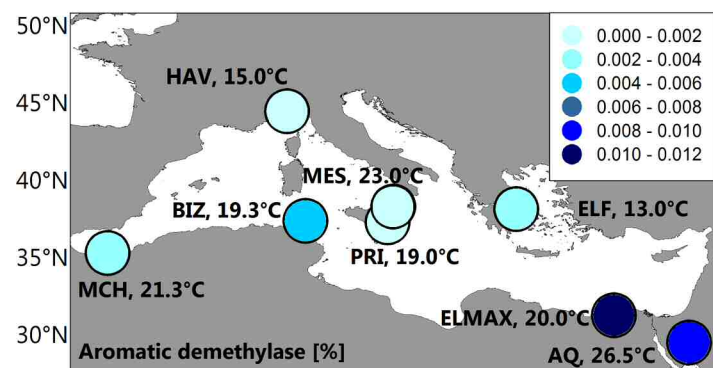 50°N
45°N
40°N
35°N
30°N
0.000 - 0.002
0.002 - 0.004
0.004 - 0.006
0.006 - 0.008
0.008 - 0.010
0.010 - 0.012
HAV, 15.0°C
MES, 23.0°C
BIZ, 19.3°C
ELF, 13.0°C
PRI, 19.0°C
MCH, 21.3°C
ELMAX, 20.0°C
AQ, 26.5°C
Aromatic demethylase [%]